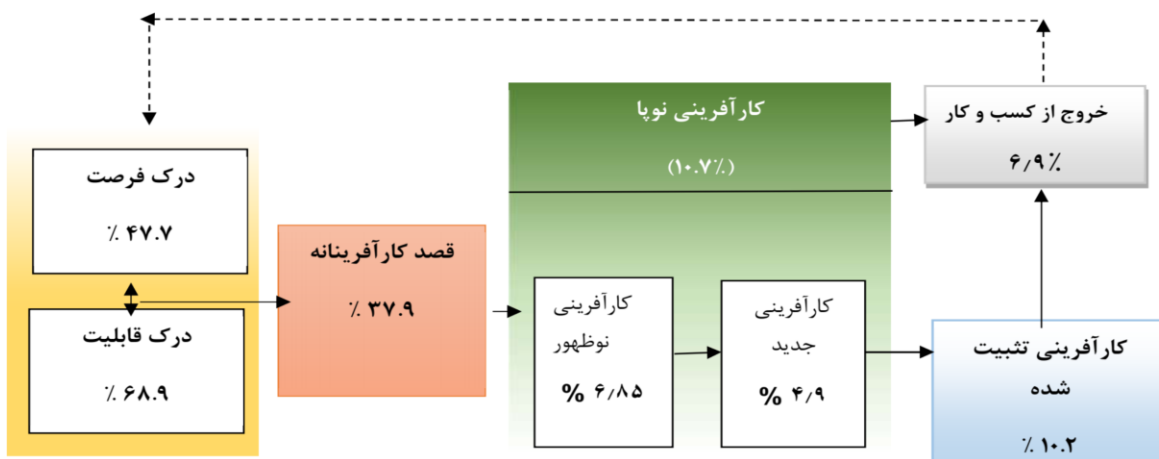 درک فرصت
٪ ۴۷.۷
درک قابلیت
٪ ۶۸.۹
قصد کارآفرینانه
٪ ۳۷.۹
کارآفرینی نوپا
(۱۰.۷٪)
کارآفرینی
نوظهور
% ۶٫۸۵
کارآفرینی
جدید
% ۴٫۹
خروج از کسب و کار
۶٫۹٪
کارآفرینی تثبیت
شده
٪ ۱۰.۲